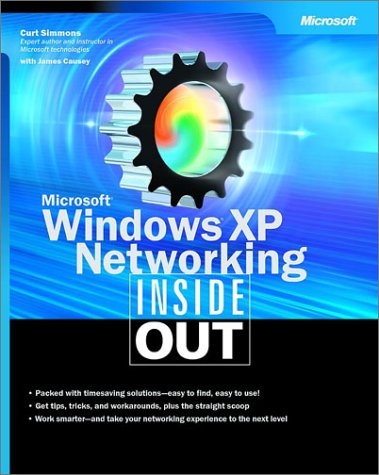 Curt Simmons
Expert author and instructor in
Microsoft technologies
with James Causey
Microsoft
Microsoft®
Windows® XP
Networking
INSIDE
OUT
• Packed with timesaving solutions—easy to find, easy to use!
• Get tips, tricks, and workarounds, plus the straight scoop
• Work smarter—and take your networking experience to the next level